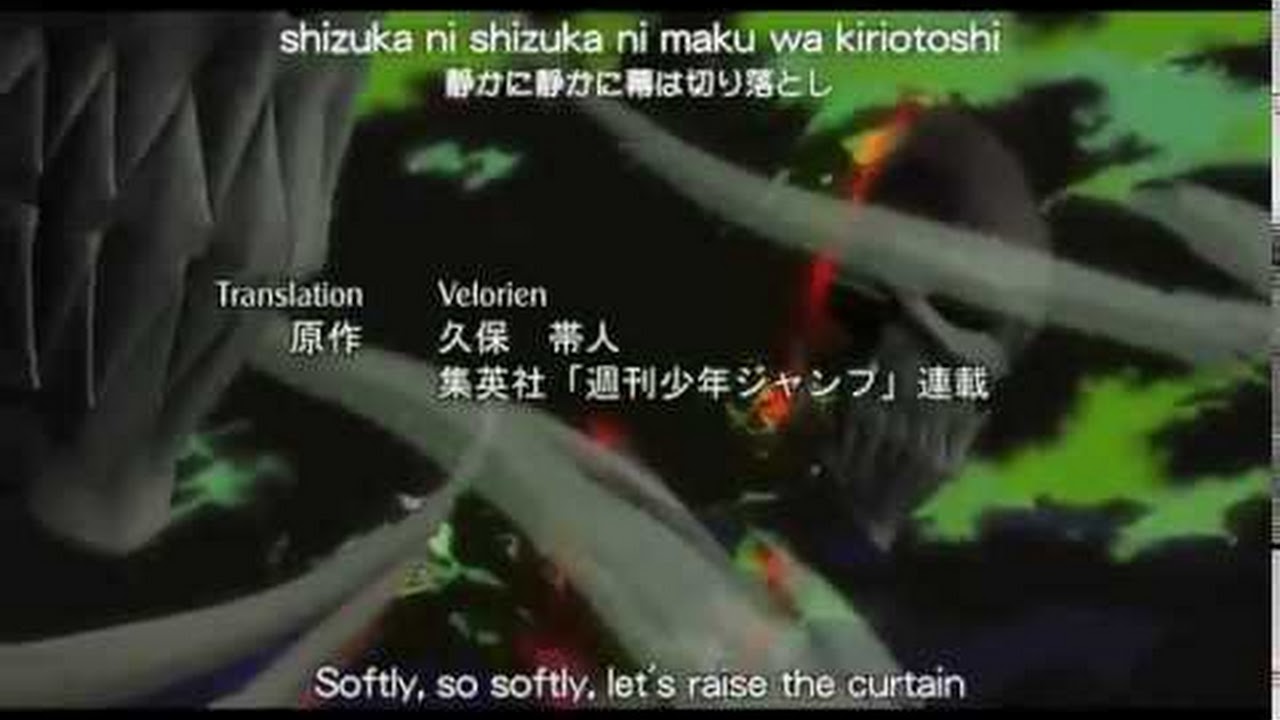 shizuka ni shizuka ni maku wa kiriotoshi
静かに静かに幕は切り落とし
Translation Velorien
原作 久保 帯人
集英社「週刊少年ジャンプ」連載
Softly, so softly, let's raise the curtain